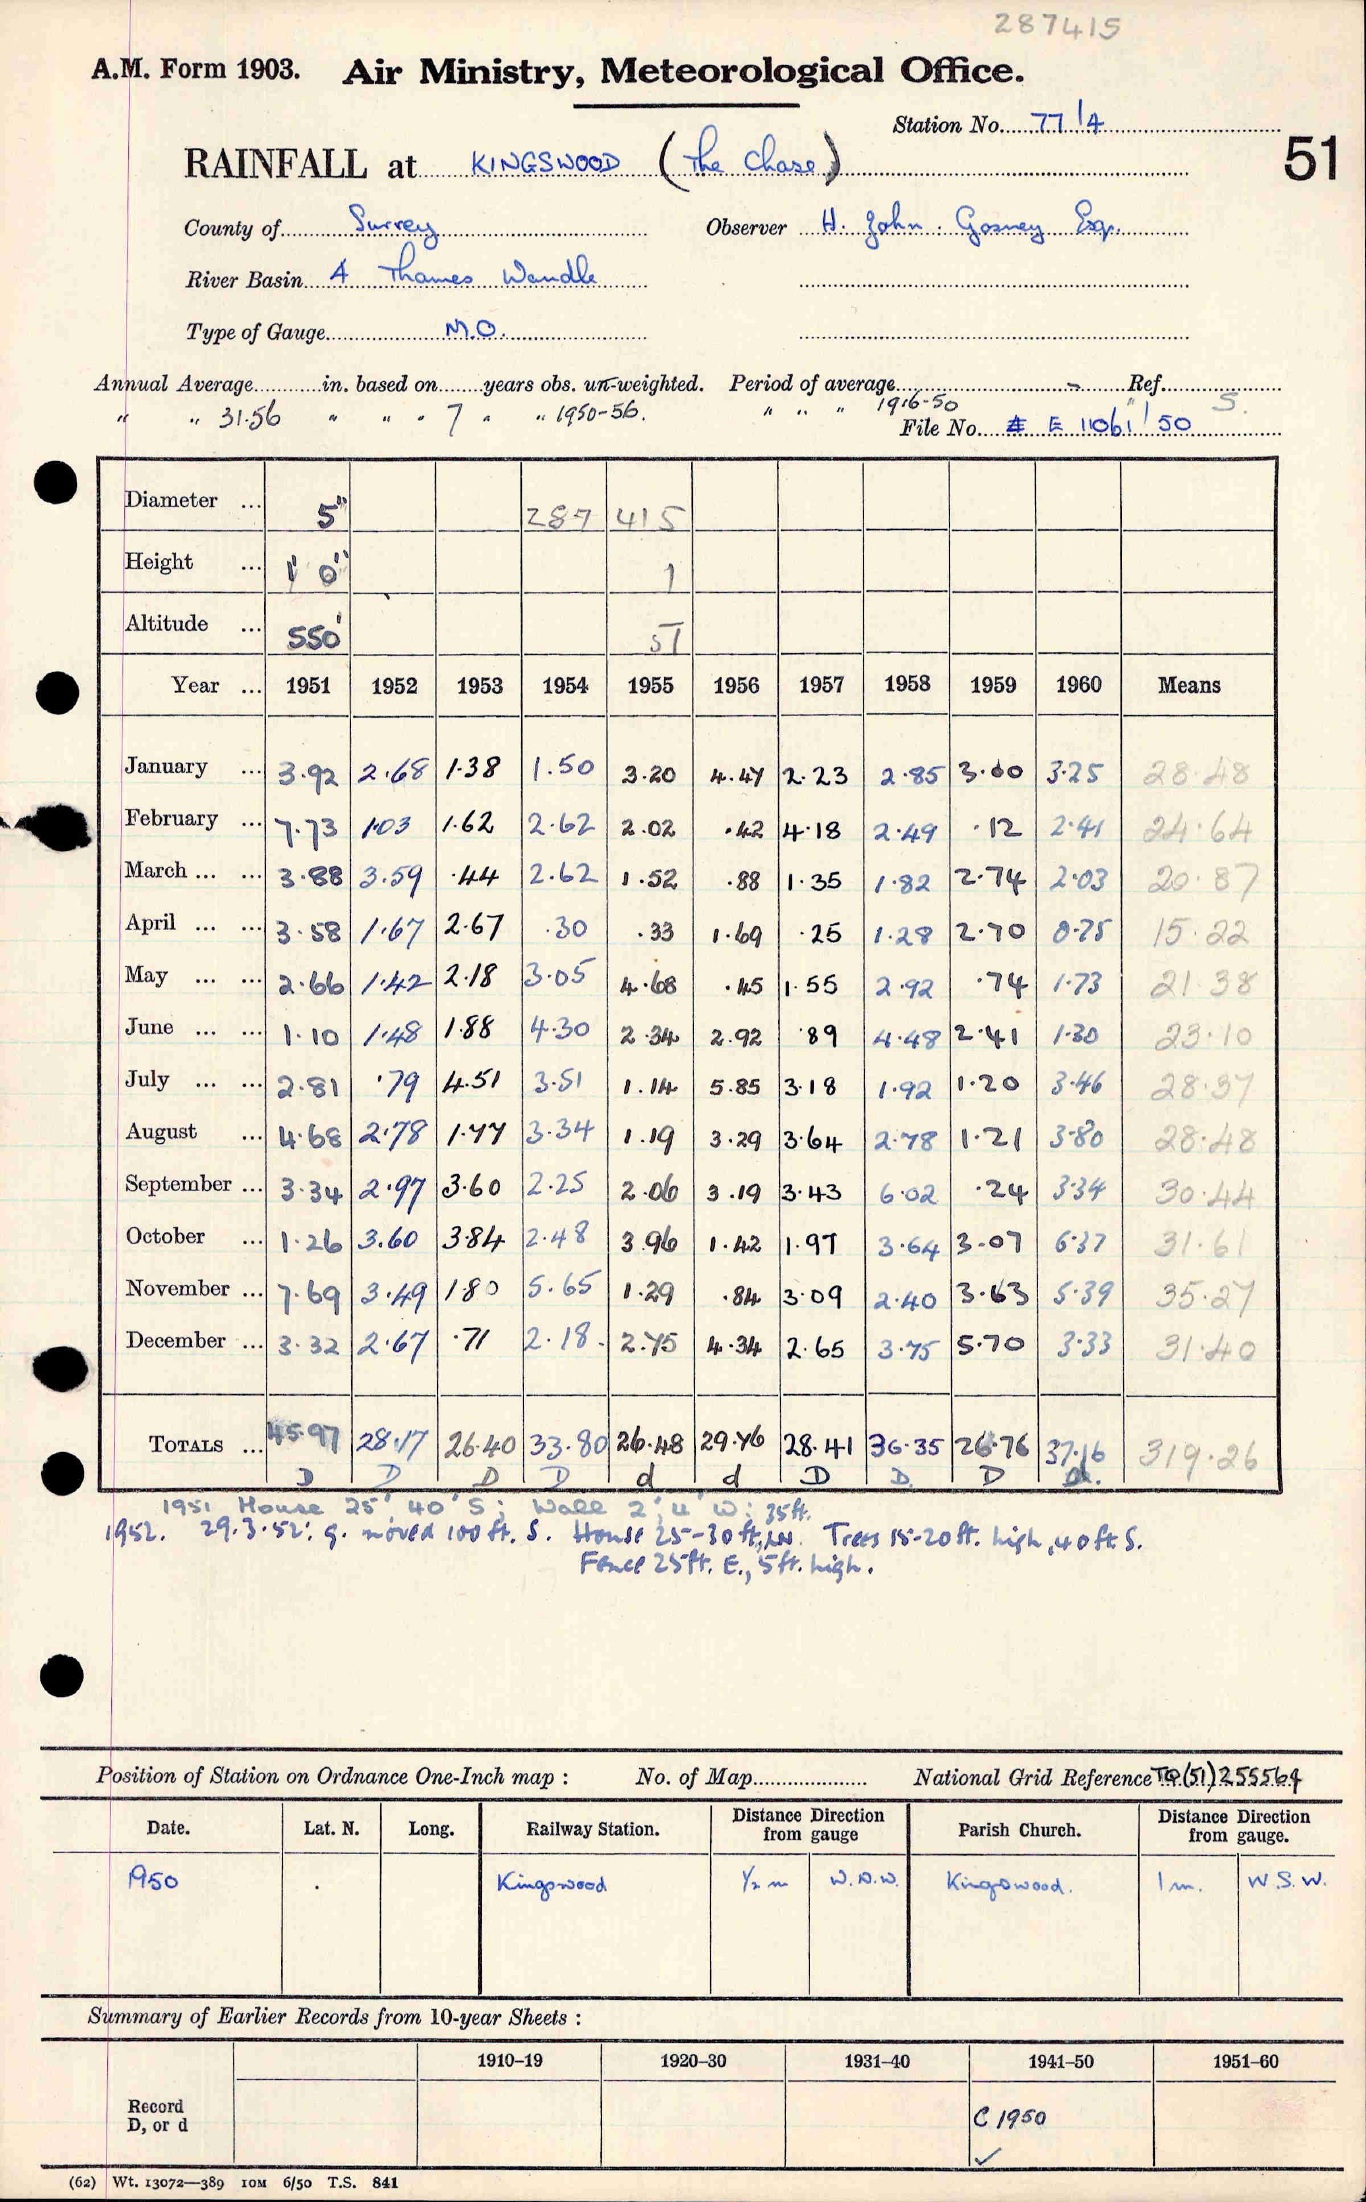 287415
A.M. Form 1903. Air Ministry, Meteorological Office.
Station No. 77/4
51
RAINFALL at KINGSWOOD (The Chase)
County of Surrey Observer H. John. Gosney Esq.
River Basin 4 Thames Wandle
Type of Gauge M.O.
Annual Average in. based on years obs. un-weighted. Period of average - Ref.
" " 31.56 " " " 7 " " 1950-56. " " " 1916-50 " S.
File No. E 11061/50
Diameter ... 5" 287 415
Height ... 1' 0" 1
Altitude ... 550' 51
Year ... 1951 1952 1953 1954 1955 1956 1957 1958 1959 1960 Means
January ... 3.92 2.68 1.38 1.50 3.20 4.47 2.23 2.85 3.00 3.25 28.48
February ... 7.73 1.03 1.62 2.62 2.02 .42 4.18 2.49 .12 2.41 24.64
March ... ... 3.88 3.59 .44 2.62 1.52 .88 1.35 1.82 2.74 2.03 20.87
April ... ... 3.58 1.67 2.67 .30 .33 1.69 .25 1.28 2.70 0.75 15.22
May ... ... 2.66 1.42 2.18 3.05 4.68 .45 1.55 2.92 .74 1.73 21.38
June ... ... 1.10 1.48 1.88 4.30 2.34 2.92 .89 4.48 2.41 1.30 23.10
July ... ... 2.81 .79 4.51 3.51 1.14 5.85 3.18 1.92 1.20 3.46 28.37
August ... 4.68 2.78 1.77 3.34 1.19 3.29 3.64 2.78 1.21 3.80 28.48
September ... 3.34 2.97 3.60 2.25 2.06 3.19 3.43 6.02 .24 3.34 30.44
October ... 1.26 3.60 3.84 2.48 3.96 1.42 1.97 3.64 3.07 6.37 31.61
November ... 7.69 3.49 1.80 5.65 1.29 .84 3.09 2.40 3.63 5.39 35.27
December ... 3.32 2.67 .71 2.18 2.75 4.34 2.65 3.75 5.70 3.33 31.40
TOTALS ... 45.97 28.17 26.40 33.80 26.48 29.76 28.41 36.35 26.76 37.16 319.26
D D D D d d D D D
1951 House 25' 40' S; Wall 2', 4' W: 35ft.
1952. 29.3.52: g. moved 100ft. S. House 25-30ft, N. Trees 15-20ft. high, 40ft S.
Fence 25ft. E., 5ft. high.
Position of Station on Ordnance One-Inch map : No. of Map National Grid Reference TQ(51)255564
Date. Lat. N. Long. Railway Station. Distance Direction from gauge Parish Church. Distance Direction from gauge.
1950 Kingswood ½ m W.N.W. Kingswood. 1 m. W.S.W.
Summary of Earlier Records from 10-year Sheets :
1910–19 1920–30 1931–40 1941–50 1951–60
Record
D, or d
C 1950
(62) Wt. 13072—389 10M 6/50 T.S. 841